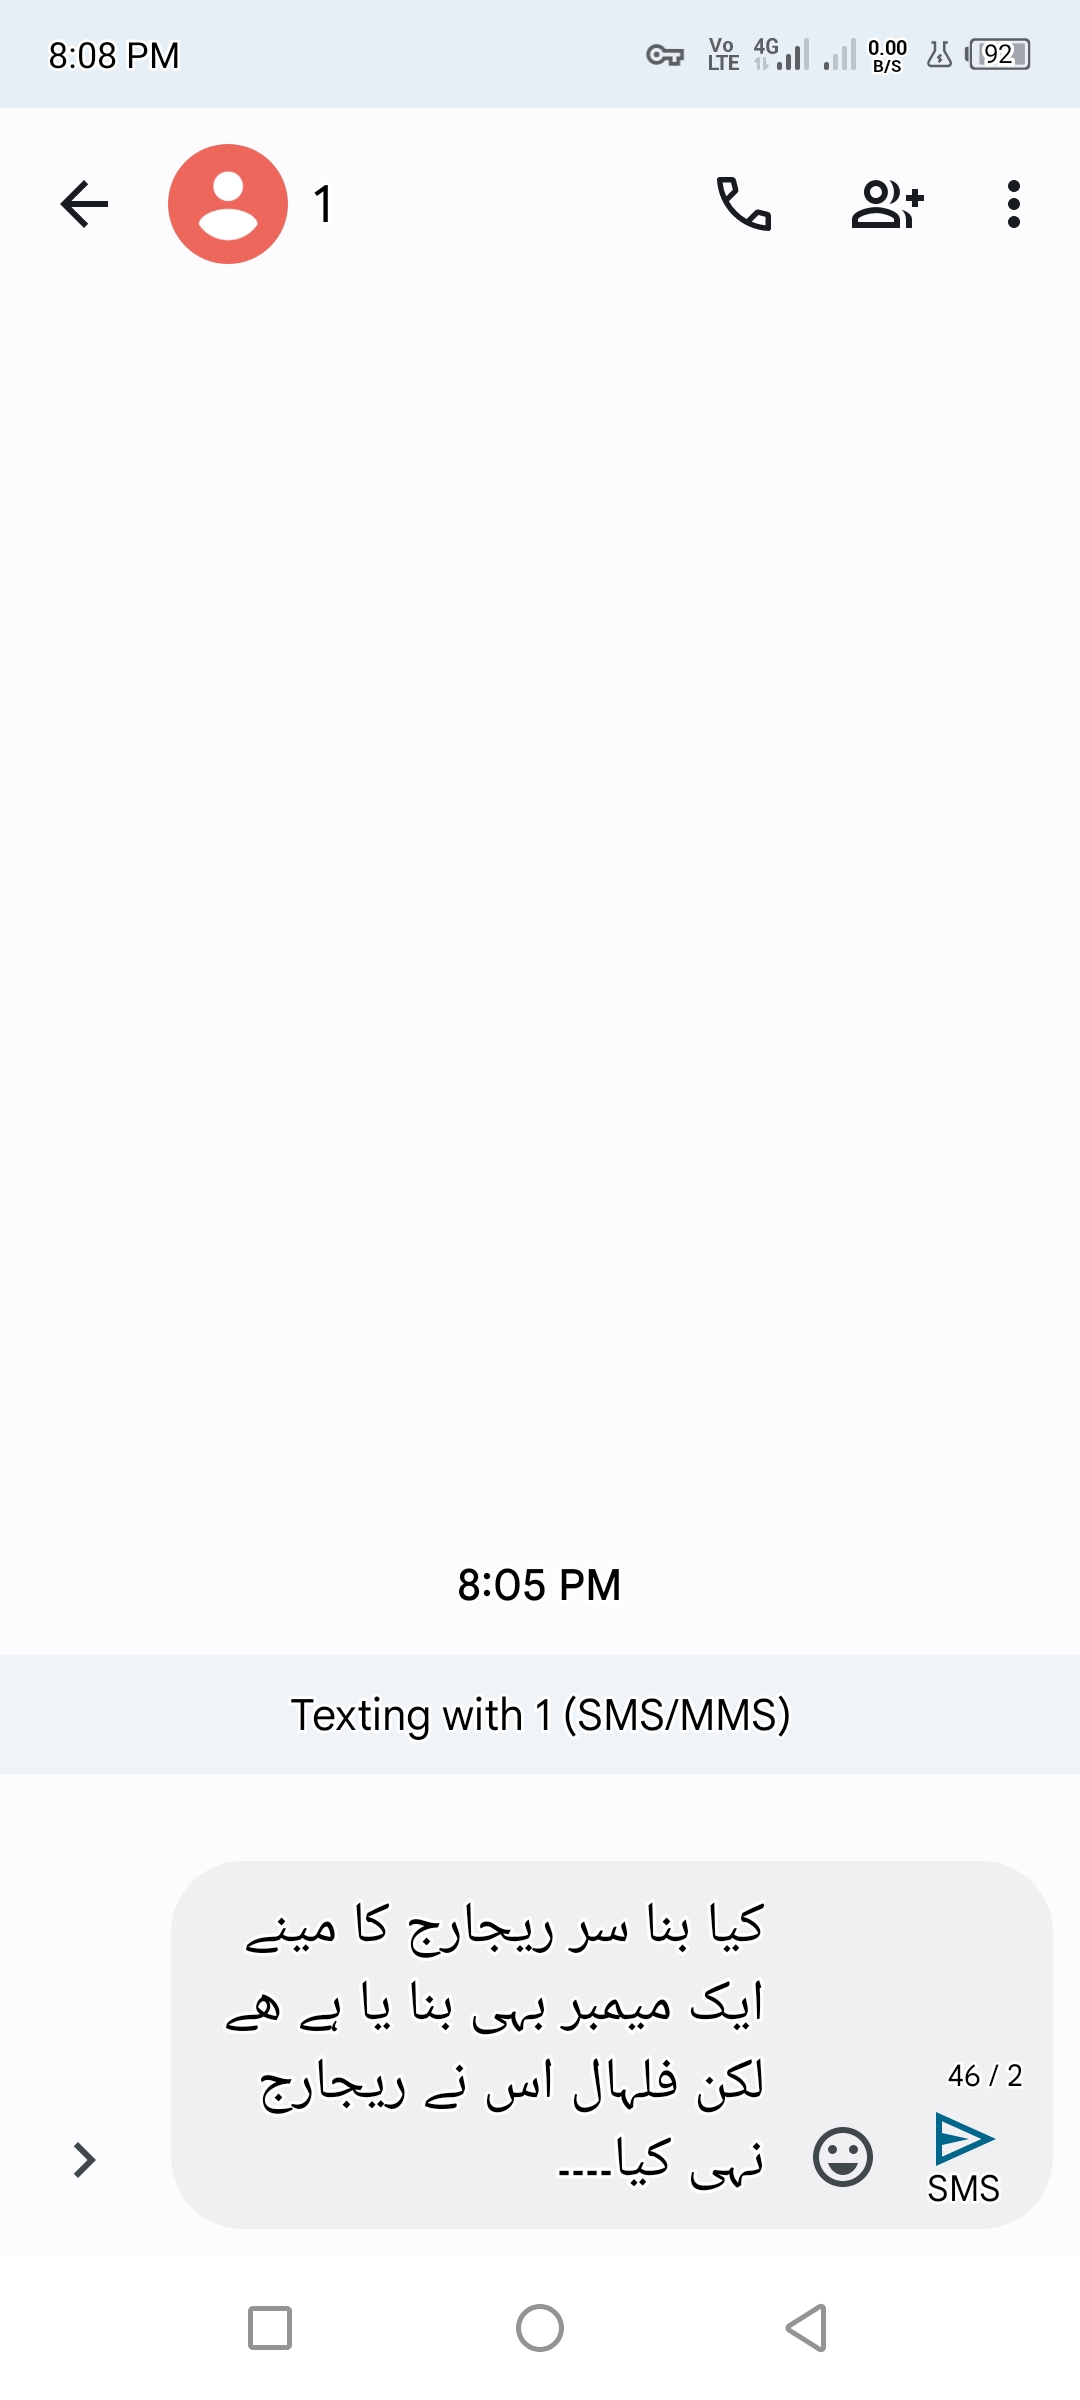 8:08 PM
Vo LTE 4G 0.00 B/S 92
1
8:05 PM
Texting with 1 (SMS/MMS)
کیا بنا سر ریجارج کا مینے
ایک میمبر بہی بنا یا ہے ھے
لکن فلہال اس نے ریجارج
نہی کیا----
46 / 2
SMS